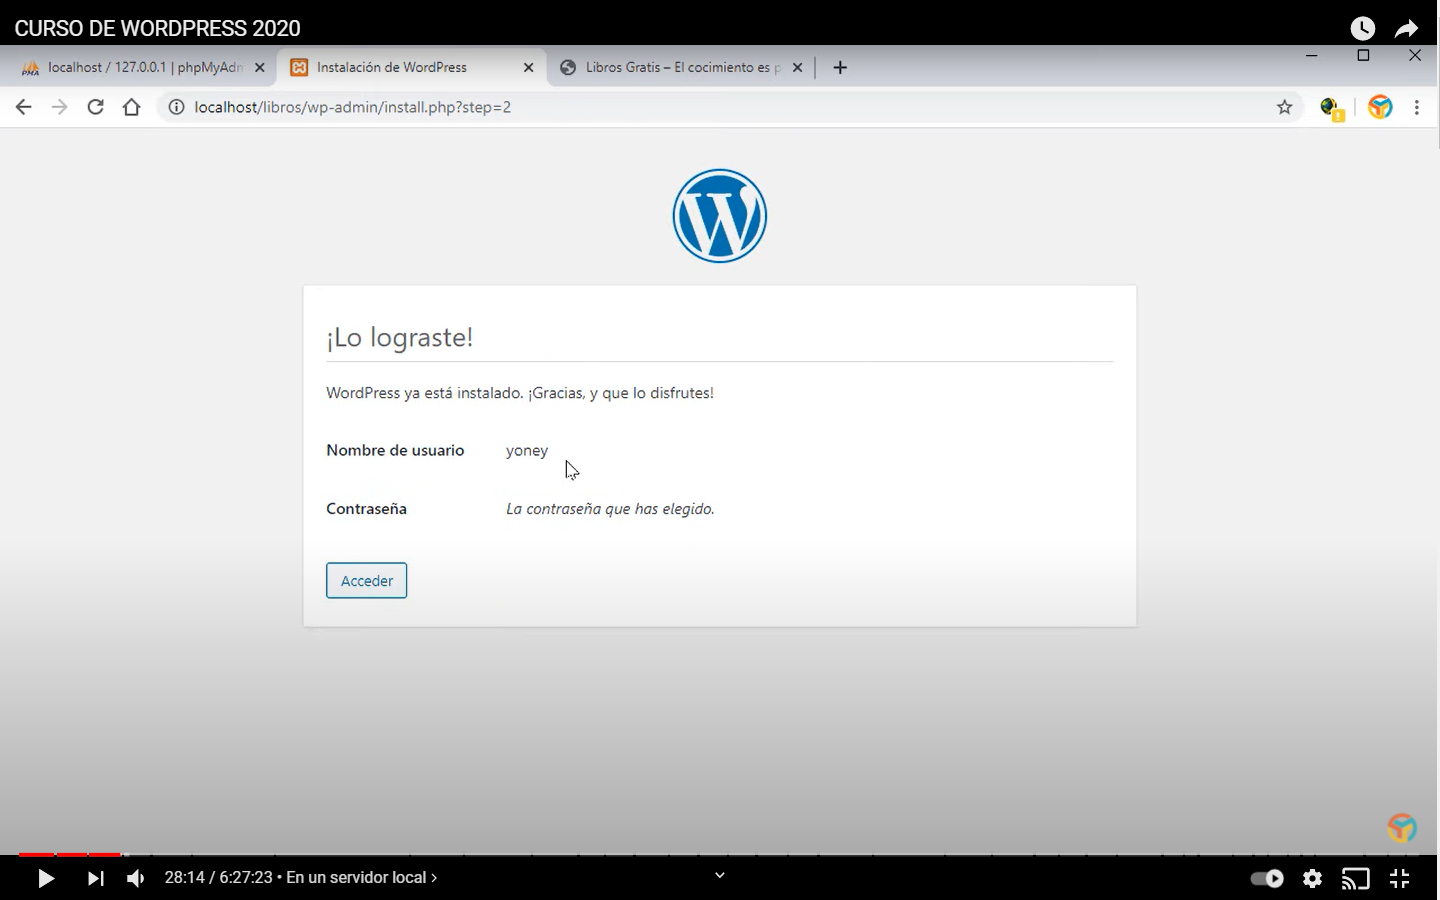 CURSO DE WORDPRESS 2020
localhost / 127.0.0.1 | phpMyAdm
Instalación de WordPress
Libros Gratis – El cocimiento es p
localhost/libros/wp-admin/install.php?step=2
¡Lo lograste!
WordPress ya está instalado. ¡Gracias, y que lo disfrutes!
Nombre de usuario yoney
Contraseña La contraseña que has elegido.
Acceder
28:14 / 6:27:23 • En un servidor local ›